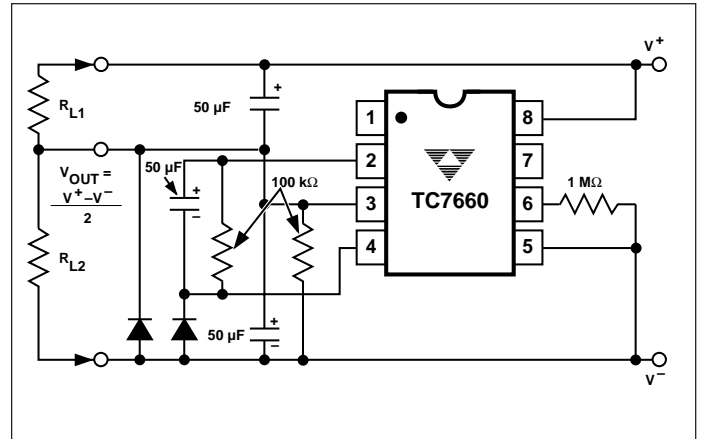 V+
+
RL1
50 µF
1
8
VOUT =
V+–V–
2
50 µF
+
–
2
7
100 kΩ
TC7660
1 MΩ
3
6
RL2
4
5
50 µF
+
–
V–